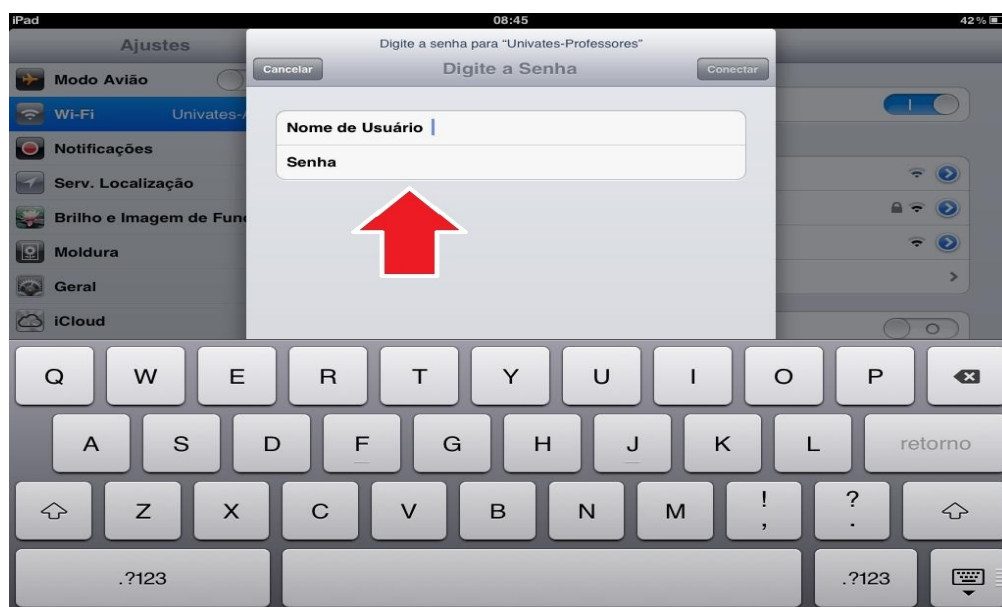 iPad 08:45 42%
Ajustes
Digite a senha para “Univates-Professores”
Cancelar Digite a Senha Conectar
Modo Avião
Wi-Fi Univates-
Nome de Usuário
Notificações
Senha
Serv. Localização
Brilho e Imagem de Fun
Moldura
Geral
iCloud
Q W E R T Y U I O P
A S D F G H J K L retorno
Z X C V B N M ! , ? .
.?123 .?123